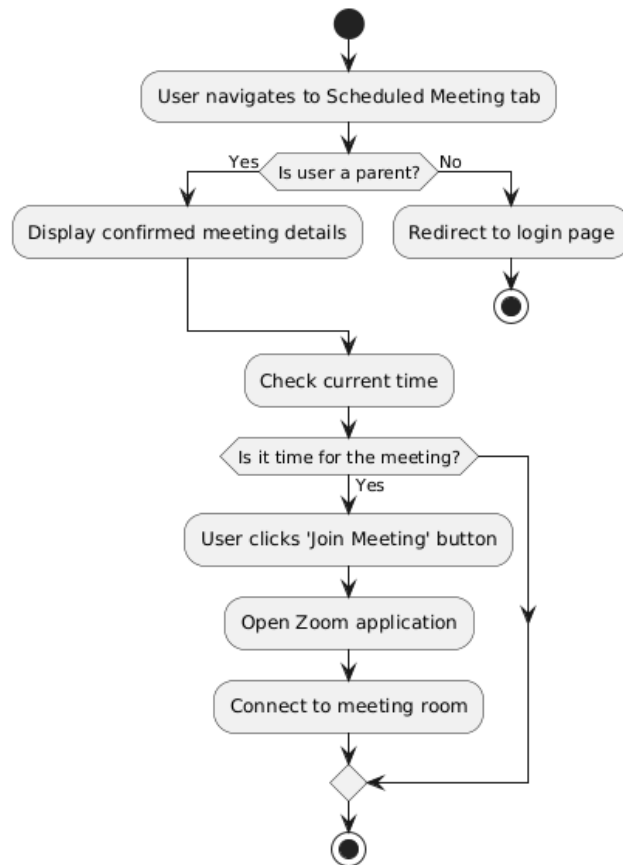 User navigates to Scheduled Meeting tab
Yes
Is user a parent?
No
Display confirmed meeting details
Redirect to login page
Check current time
Is it time for the meeting?
Yes
User clicks 'Join Meeting' button
Open Zoom application
Connect to meeting room